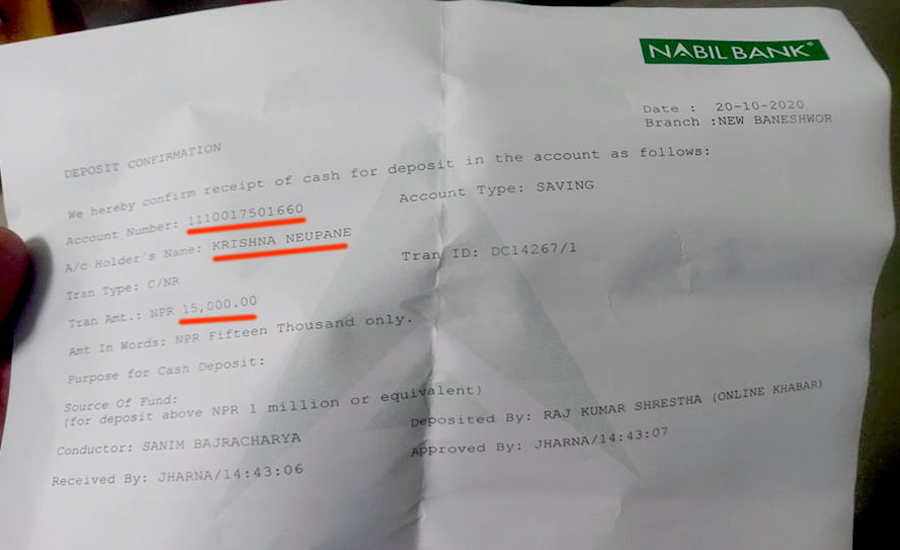 NABIL BANK
Date : 20-10-2020
Branch :NEW BANESHWOR
DEPOSIT CONFIRMATION
We hereby confirm receipt of cash for deposit in the account as follows:
Account Number: 1110017501660 Account Type: SAVING
A/c Holder`s Name: KRISHNA NEUPANE
Tran Type: C/NR Tran ID: DC14267/1
Tran Amt.: NPR 15,000.00
Amt In Words: NPR Fifteen Thousand only.
Purpose for Cash Deposit:
Source Of Fund:
(for deposit above NPR 1 million or equivalent)
Conductor: SANIM BAJRACHARYA Deposited By: RAJ KUMAR SHRESTHA (ONLINE KHABAR)
Received By: JHARNA/14:43:06 Approved By: JHARNA/14:43:07